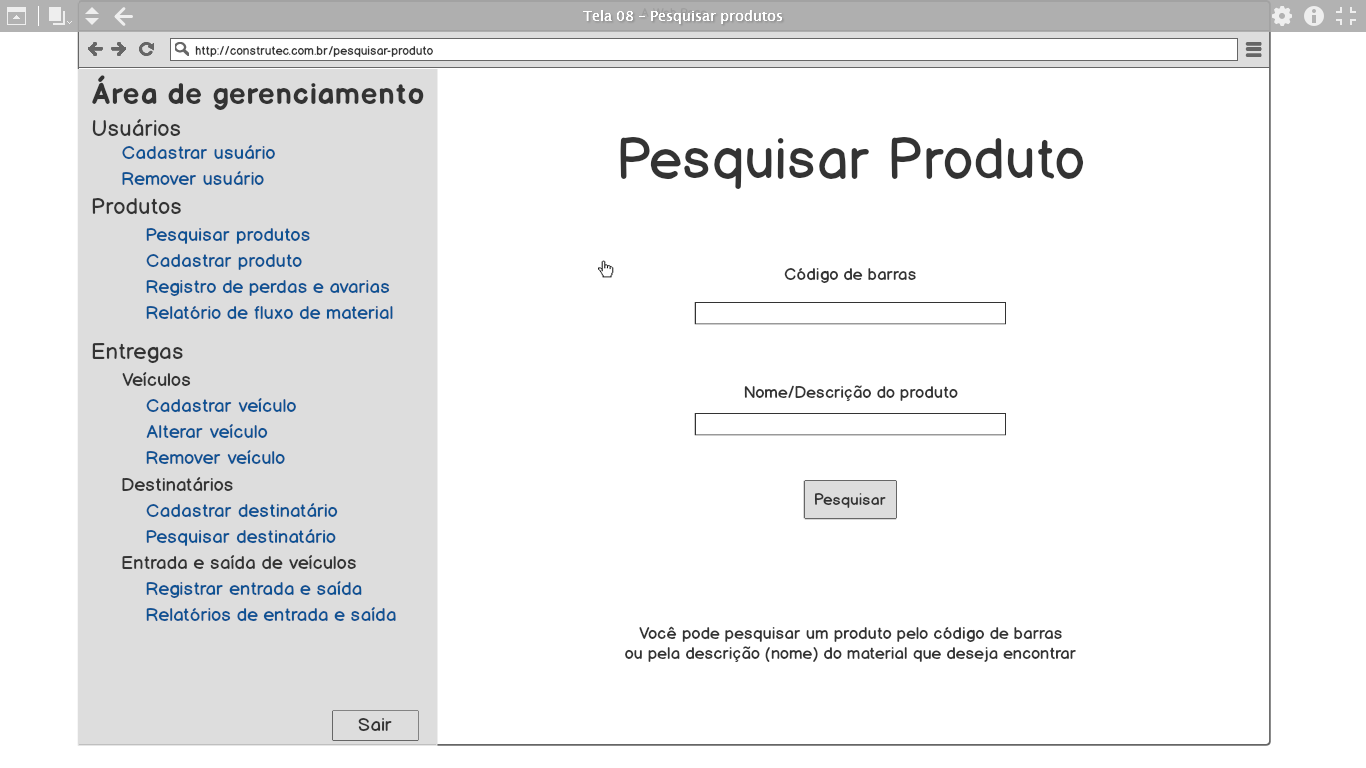 Tela 08 - Pesquisar produtos
http://construtec.com.br/pesquisar-produto
Área de gerenciamento
Usuários
Cadastrar usuário
Remover usuário
Produtos
Pesquisar produtos
Cadastrar produto
Registro de perdas e avarias
Relatório de fluxo de material
Entregas
Veículos
Cadastrar veículo
Alterar veículo
Remover veículo
Destinatários
Cadastrar destinatário
Pesquisar destinatário
Entrada e saída de veículos
Registrar entrada e saída
Relatórios de entrada e saída
Sair
Pesquisar Produto
Código de barras
Nome/Descrição do produto
Pesquisar
Você pode pesquisar um produto pelo código de barras
ou pela descrição (nome) do material que deseja encontrar